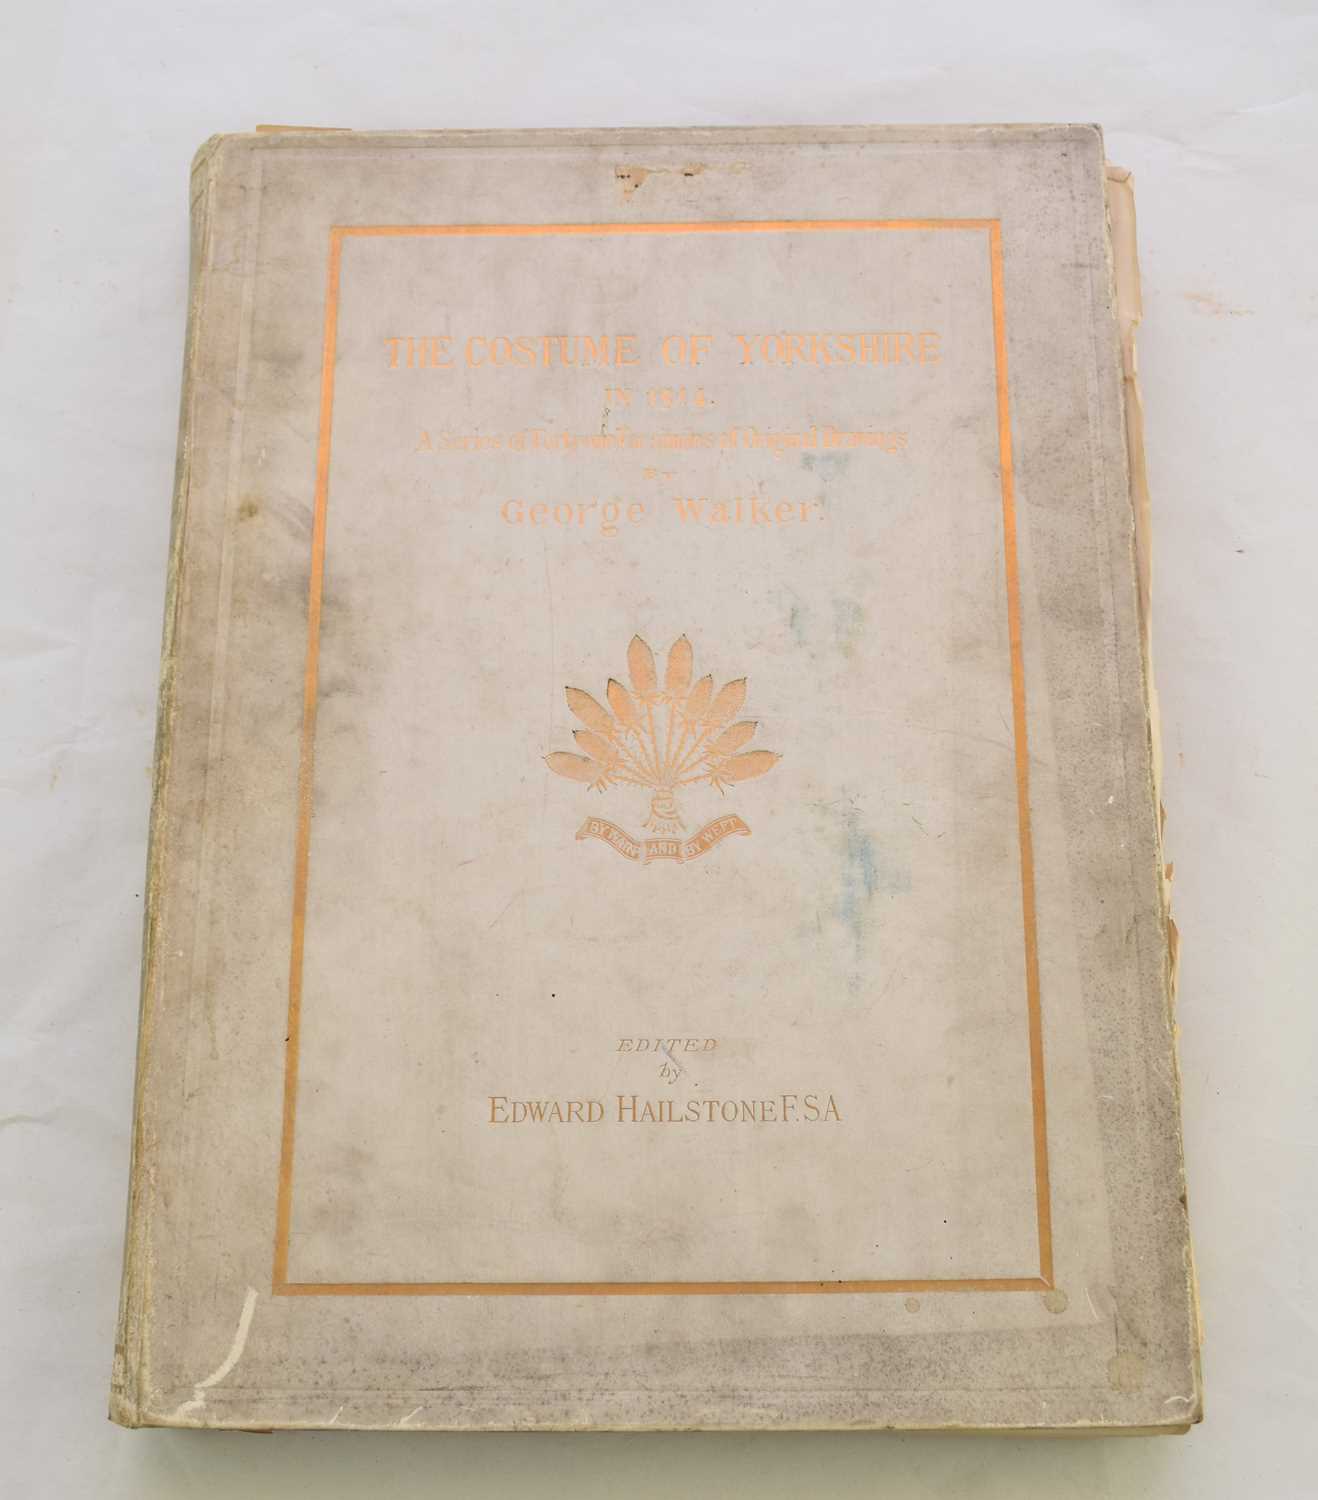 THE COSTUME OF YORKSHIRE
IN 1814.
A Series of Forty-one Facsimiles of Original Drawings
BY
George Walker.
BY WARP AND BY WEFT
EDITED
by
EDWARD HAILSTONE F.SA